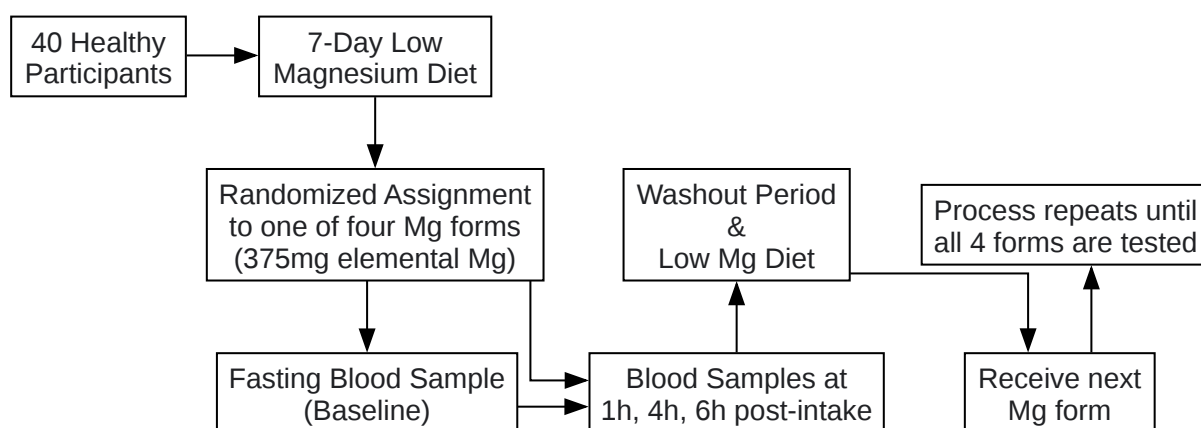 40 Healthy
Participants
7-Day Low
Magnesium Diet
Randomized Assignment
to one of four Mg forms
(375mg elemental Mg)
Washout Period
&
Low Mg Diet
Process repeats until
all 4 forms are tested
Fasting Blood Sample
(Baseline)
Blood Samples at
1h, 4h, 6h post-intake
Receive next
Mg form